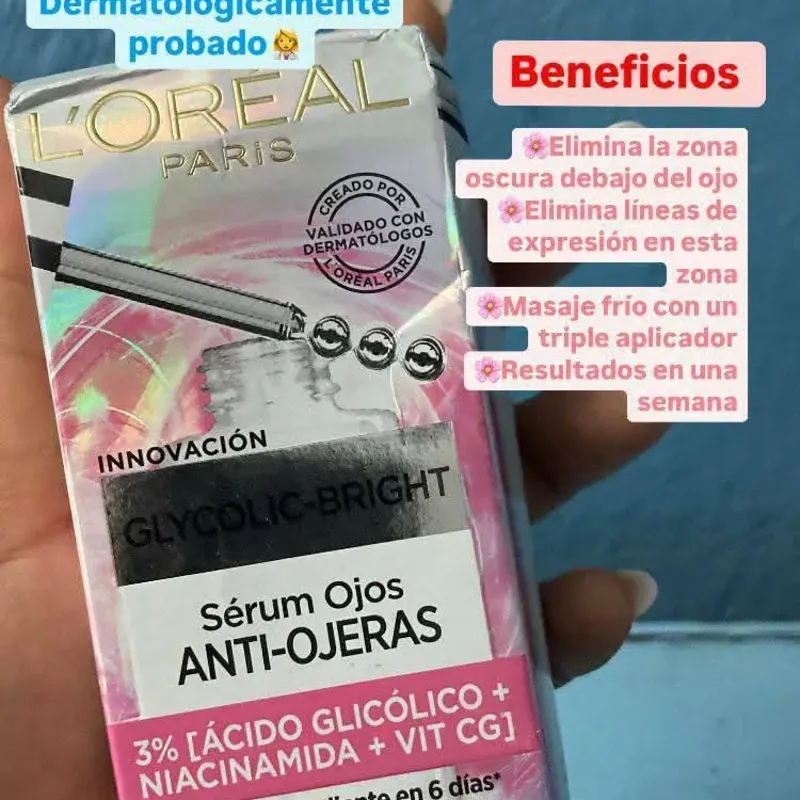 Dermatológicamente
probado👩‍⚕️
Beneficios
🌸Elimina la zona
oscura debajo del ojo
🌸Elimina líneas de
expresión en esta
zona
🌸Masaje frío con un
triple aplicador
🌸Resultados en una
semana
L'ORÉAL
PARIS
CREADO POR
VALIDADO CON
DERMATÓLOGOS
L'ORÉAL PARIS
INNOVACIÓN
GLYCOLIC-BRIGHT
Sérum Ojos
ANTI-OJERAS
3% [ÁCIDO GLICÓLICO +
NIACINAMIDA + VIT CG]
en 6 días*